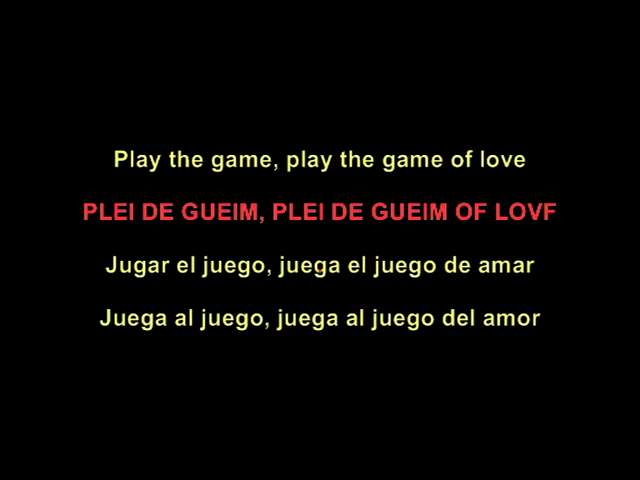 Play the game, play the game of love
PLEI DE GUEIM, PLEI DE GUEIM OF LOVF
Jugar el juego, juega el juego de amar
Juega al juego, juega al juego del amor